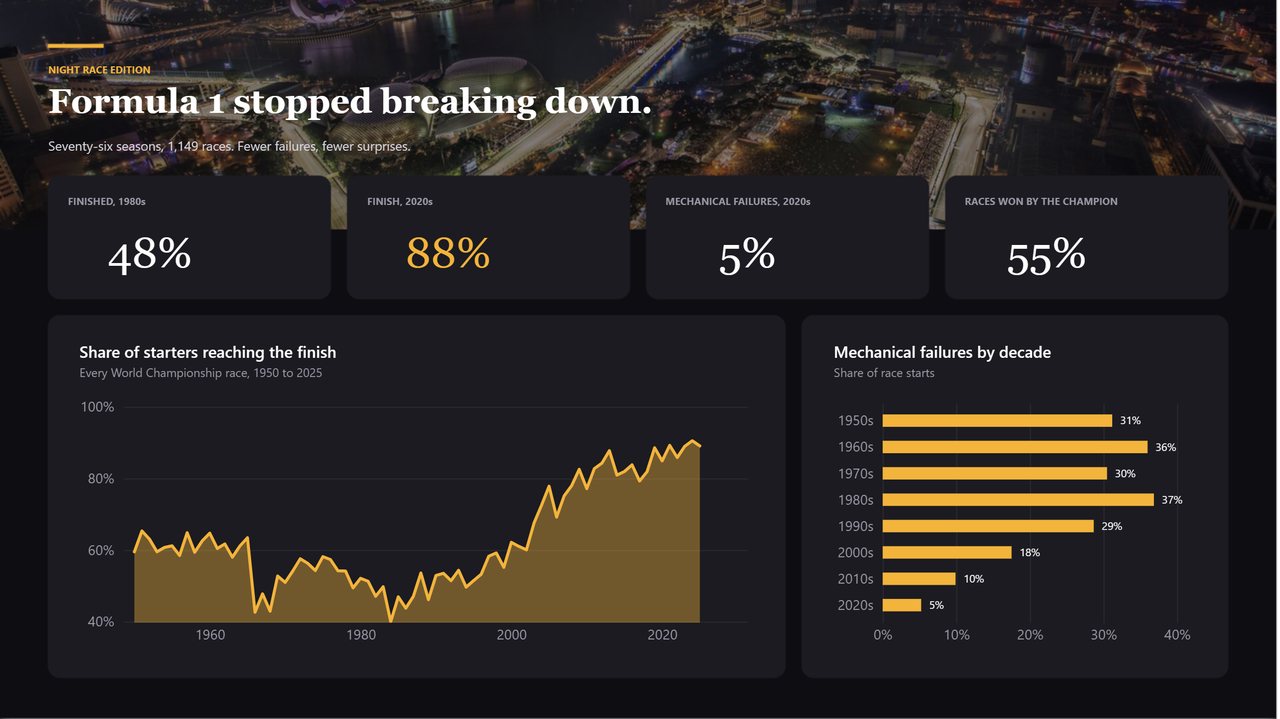 NIGHT RACE EDITION
Formula 1 stopped breaking down.
Seventy-six seasons, 1,149 races. Fewer failures, fewer surprises.
FINISHED, 1980s
48%
FINISH, 2020s
88%
MECHANICAL FAILURES, 2020s
5%
RACES WON BY THE CHAMPION
55%
Share of starters reaching the finish
Every World Championship race, 1950 to 2025
100%
80%
60%
40%
1960 1980 2000 2020
Mechanical failures by decade
Share of race starts
1950s 31%
1960s 36%
1970s 30%
1980s 37%
1990s 29%
2000s 18%
2010s 10%
2020s 5%
0% 10% 20% 30% 40%